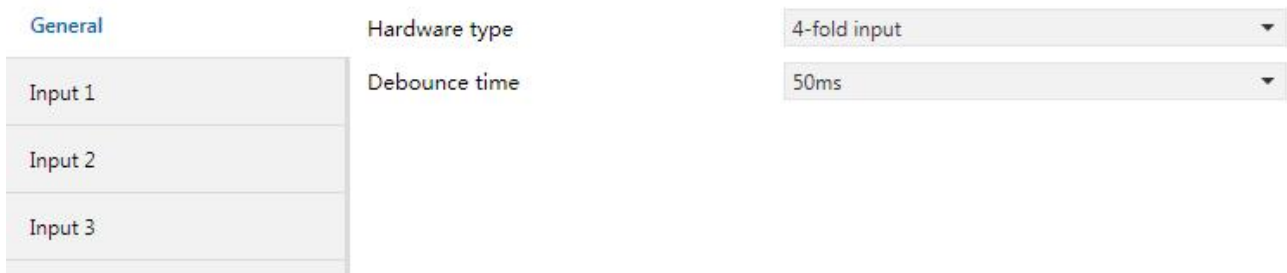 General
Hardware type 4-fold input
Debounce time 50ms
Input 1
Input 2
Input 3